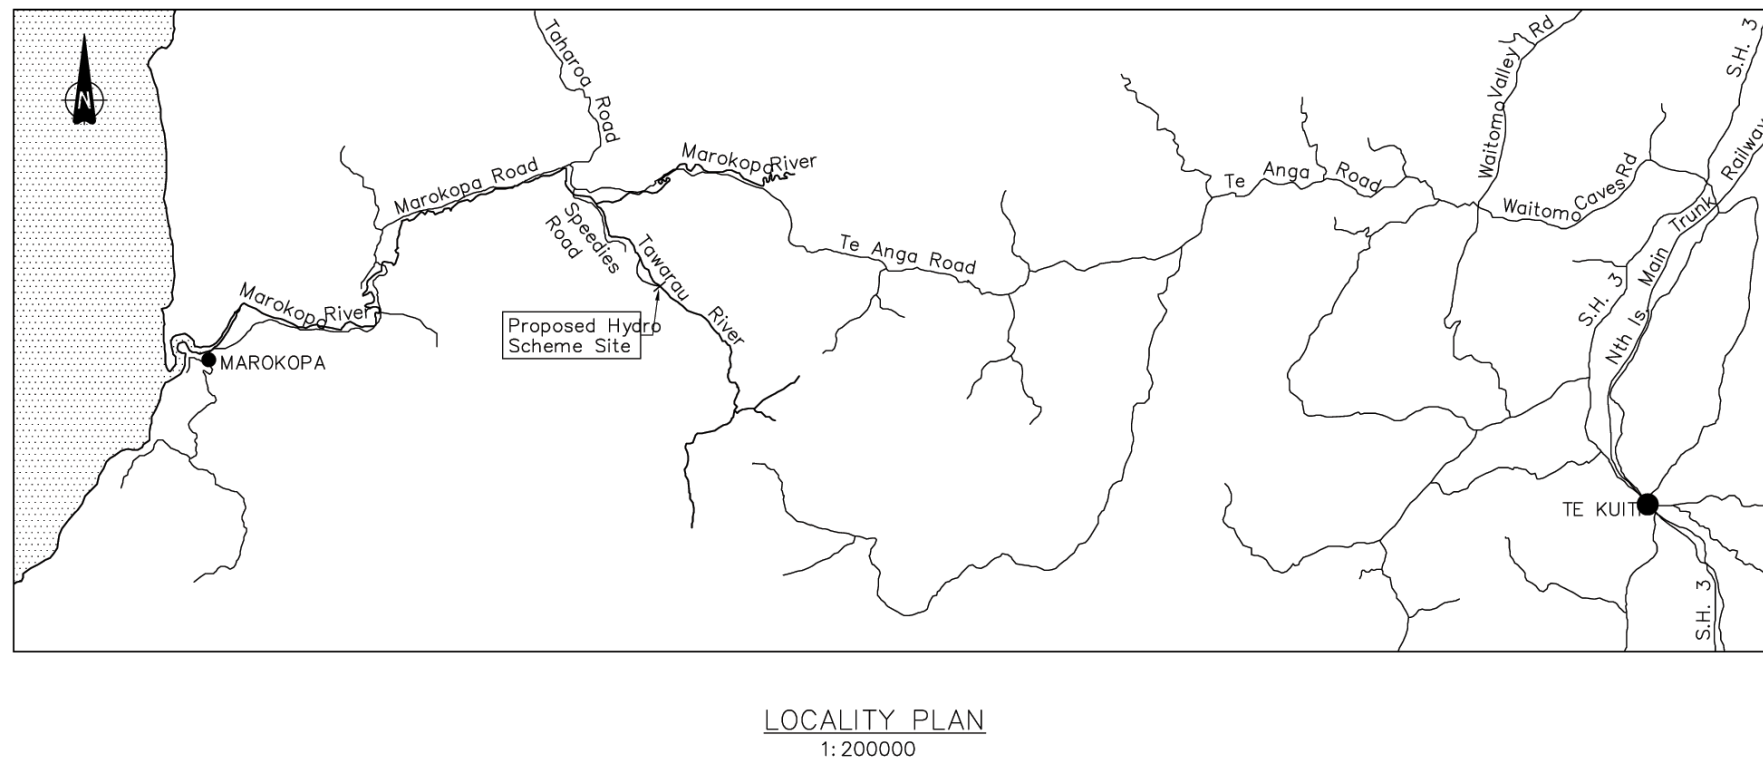 N
Taharoa Road
Waitomo Valley Rd
S.H. 3
Railway
Marokopa River
Marokopa Road
Te Anga Road
Waitomo Caves Rd
Trunk
Main
Nth Is.
S.H. 3
Speedies
Road
Tawarau River
Te Anga Road
Marokopa River
Proposed Hydro
Scheme Site
MAROKOPA
TE KUITI
S.H. 3
LOCALITY PLAN
1:200000